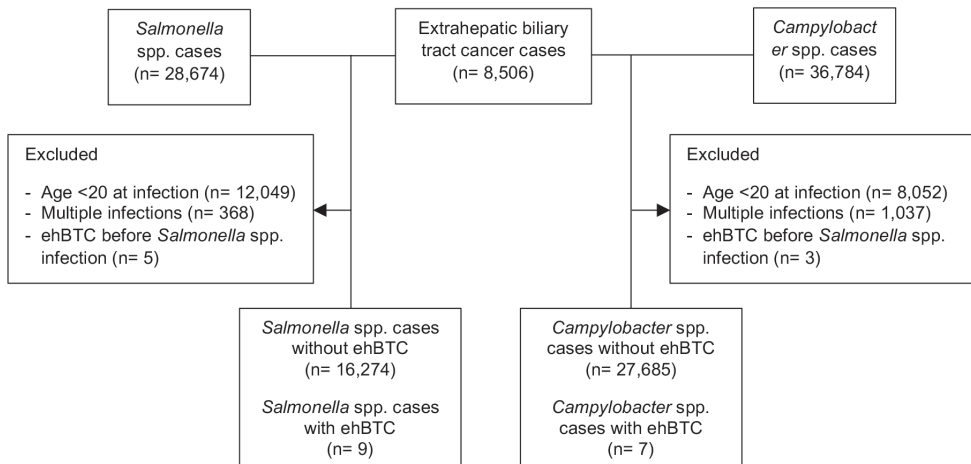 Salmonella
spp. cases
(n= 28,674)
Extrahepatic biliary
tract cancer cases
(n= 8,506)
Campylobact
er spp. cases
(n= 36,784)
Excluded
- Age <20 at infection (n= 12,049)
- Multiple infections (n= 368)
- ehBTC before Salmonella spp.
infection (n= 5)
Excluded
- Age <20 at infection (n= 8,052)
- Multiple infections (n= 1,037)
- ehBTC before Salmonella spp.
infection (n= 3)
Salmonella spp. cases
without ehBTC
(n= 16,274)
Salmonella spp. cases
with ehBTC
(n= 9)
Campylobacter spp.
cases without ehBTC
(n= 27,685)
Campylobacter spp.
cases with ehBTC
(n= 7)